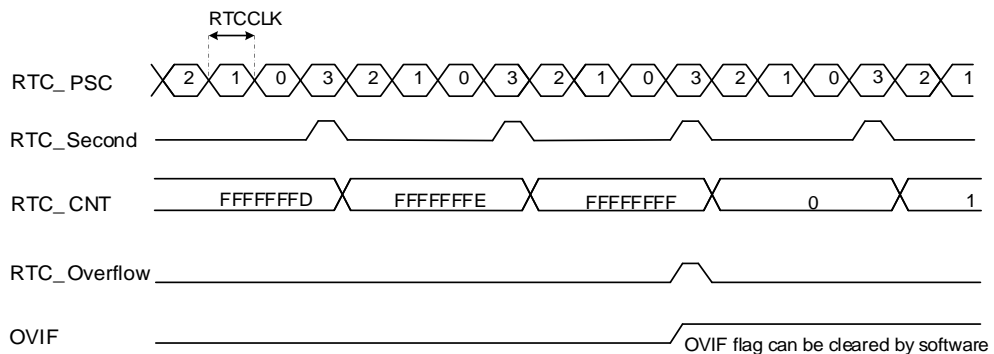 RTCCLK
RTC_PSC 2 1 0 3 2 1 0 3 2 1 0 3 2 1 0 3 2 1
RTC_Second
RTC_CNT FFFFFFFD FFFFFFFE FFFFFFFF 0 1
RTC_Overflow
OVIF
OVIF flag can be cleared by software